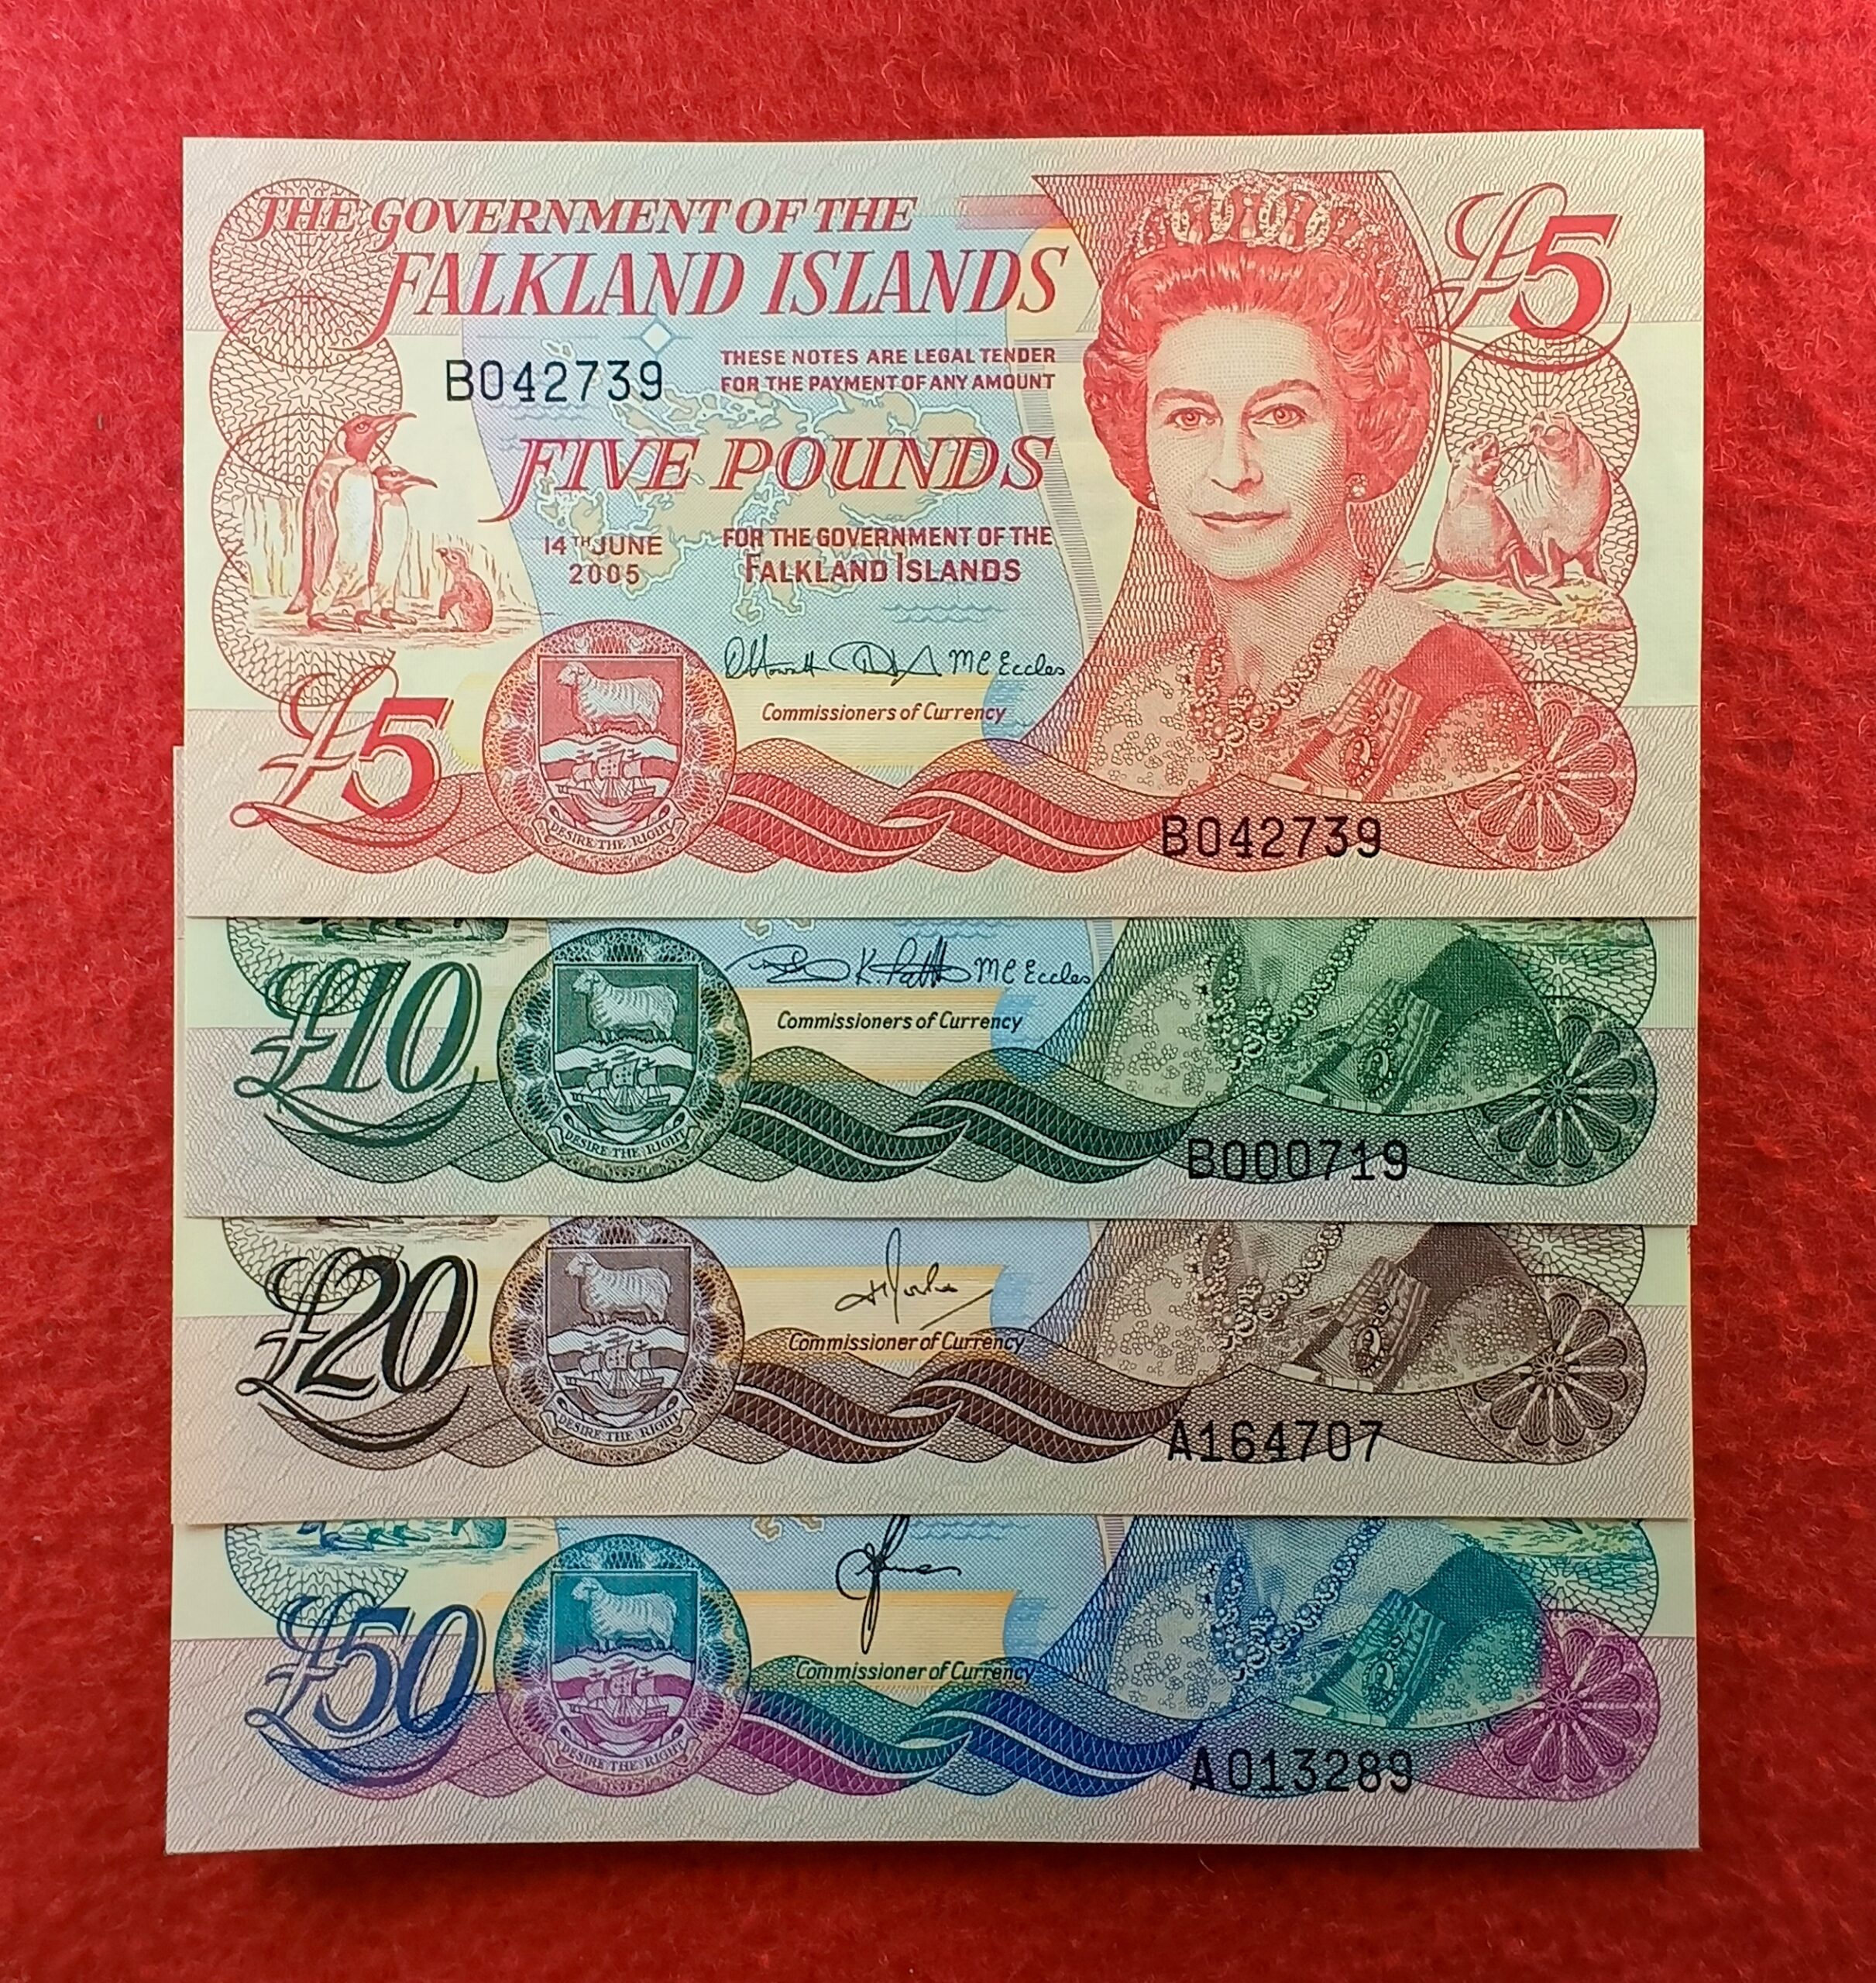 THE GOVERNMENT OF THE
FALKLAND ISLANDS
£5
B042739
THESE NOTES ARE LEGAL TENDER
FOR THE PAYMENT OF ANY AMOUNT
FIVE POUNDS
14TH JUNE
2005
FOR THE GOVERNMENT OF THE
FALKLAND ISLANDS
MC Eccles
Commissioners of Currency
£5
DESIRE THE RIGHT
B042739
MC Eccles
£10
Commissioners of Currency
DESIRE THE RIGHT
B000719
£20
Commissioner of Currency
DESIRE THE RIGHT
A164707
£50
Commissioner of Currency
DESIRE THE RIGHT
A013289